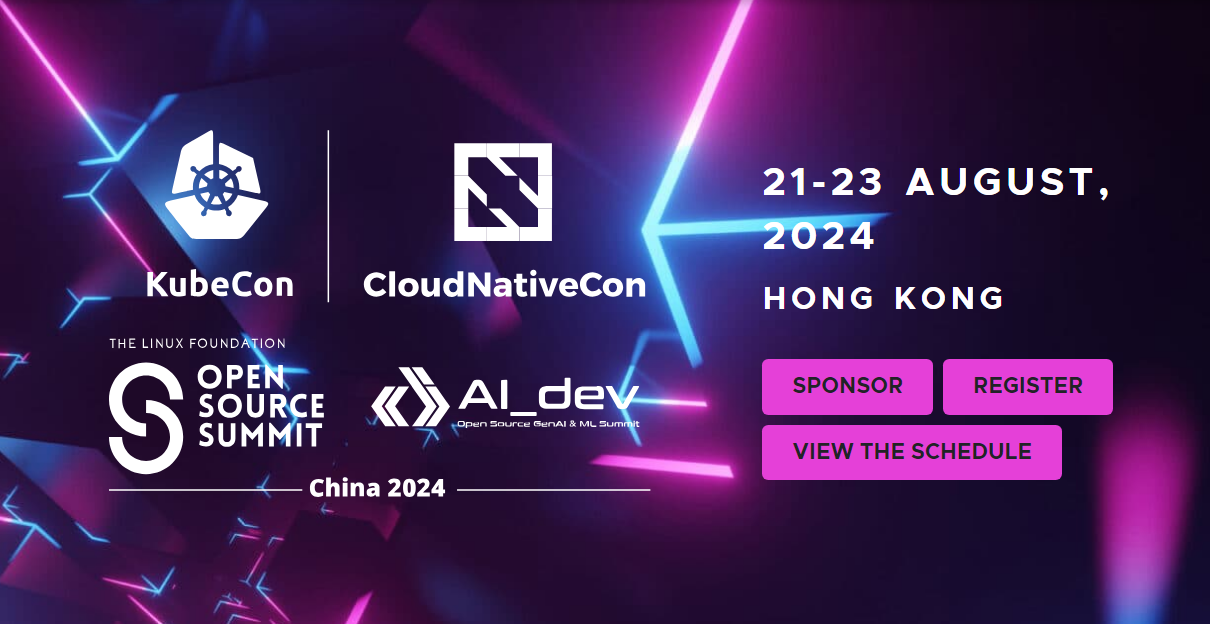 KubeCon
CloudNativeCon
THE LINUX FOUNDATION
OPEN
SOURCE
SUMMIT
AI_dev
Open Source GenAI & ML Summit
China 2024
21-23 AUGUST,
2024
HONG KONG
SPONSOR
REGISTER
VIEW THE SCHEDULE